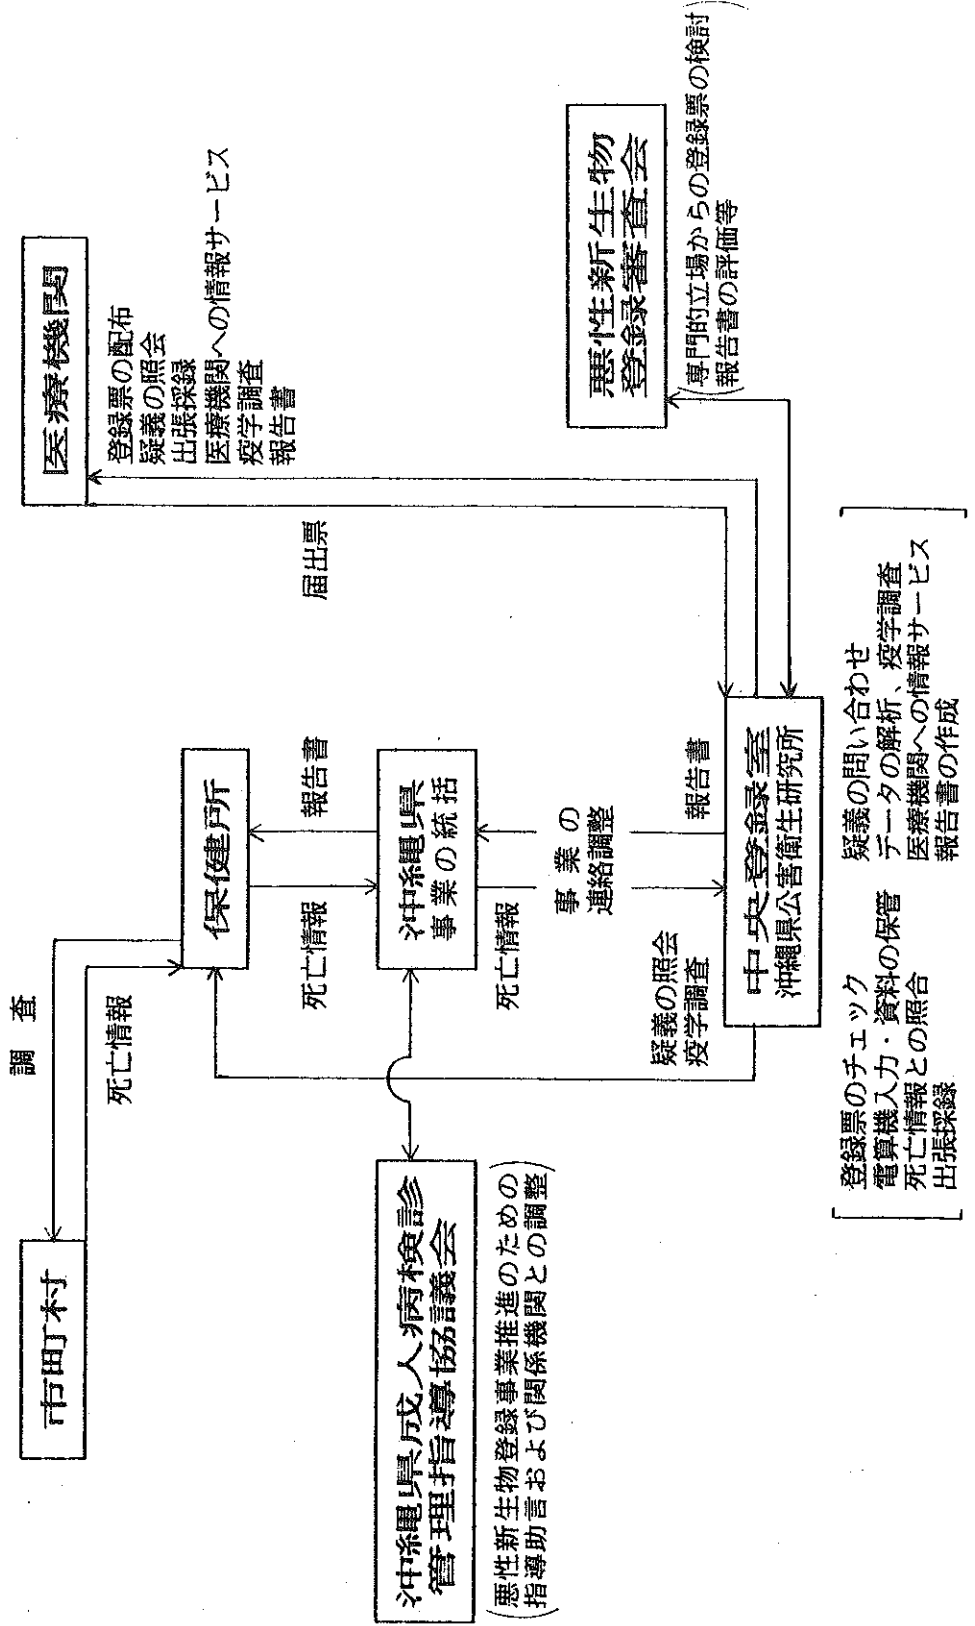 市町村
調 査
死亡情報
保健所
医療機関
登録票の配布
疑義の照会
出張採録
医療機関への情報サービス
疫学調査
報告書
届出票
死亡情報
報告書
沖縄県成人病検診
管理指導協議会
(悪性新生物登録事業推進のための
指導助言および関係機関との調整)
沖縄県
事業の統括
死亡情報
事業の
連絡調整
報告書
疑義の照会
疫学調査
悪性新生物
登録審査会
(専門的立場からの登録票の検討
報告書の評価等)
中央登録室
沖縄県公害衛生研究所
登録票のチェック
電算機入力・資料の保管
死亡情報との照合
出張採録
疑義の問い合わせ
データの解析、疫学調査
医療機関への情報サービス
報告書の作成